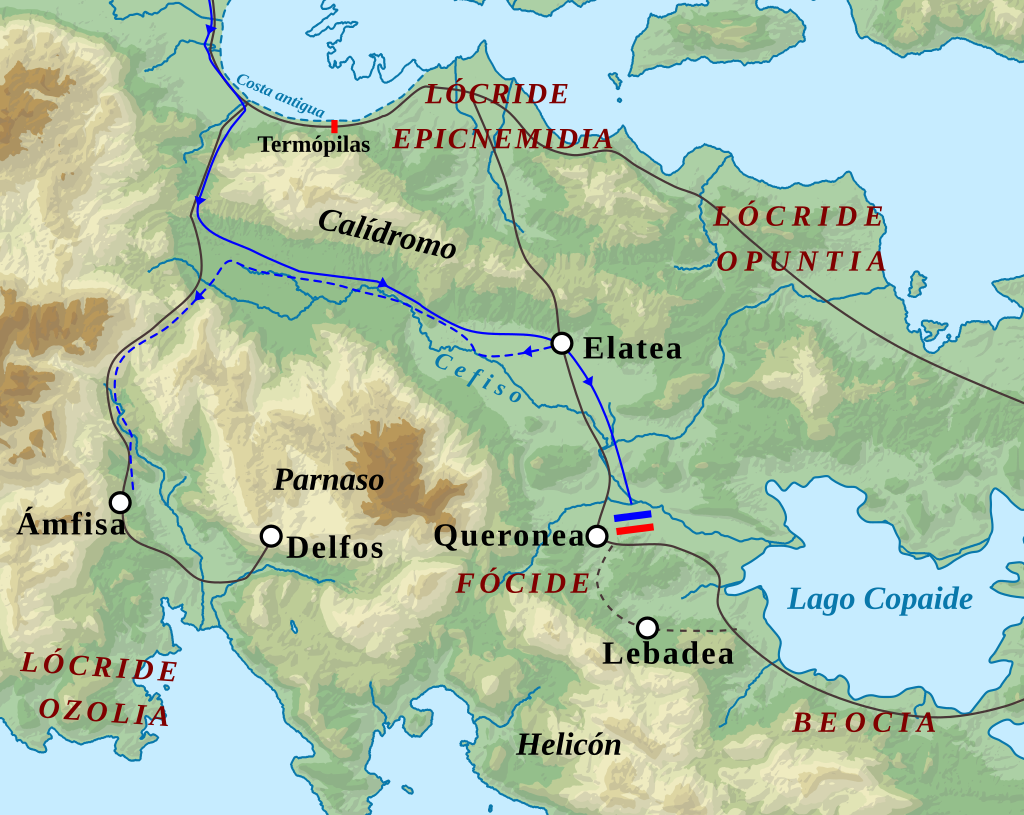 Costa antigua
LÓCRIDE
EPICNEMIDIA
Termópilas
LÓCRIDE
OPUNTIA
Calídromo
Elatea
Cefiso
Parnaso
Ámfisa
Delfos
Queronea
FÓCIDE
Lago Copaide
Lebadea
LÓCRIDE
OZOLIA
BEOCIA
Helicón